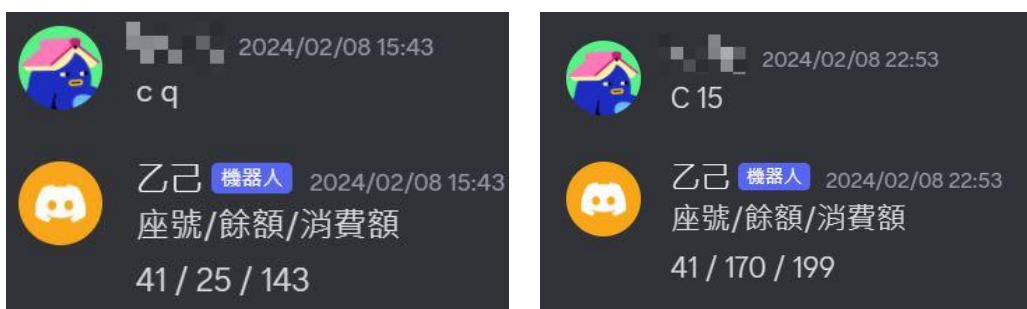 2024/02/08 15:43
c q
乙己 機器人 2024/02/08 15:43
座號/餘額/消費額
41 / 25 / 143
2024/02/08 22:53
C 15
乙己 機器人 2024/02/08 22:53
座號/餘額/消費額
41 / 170 / 199